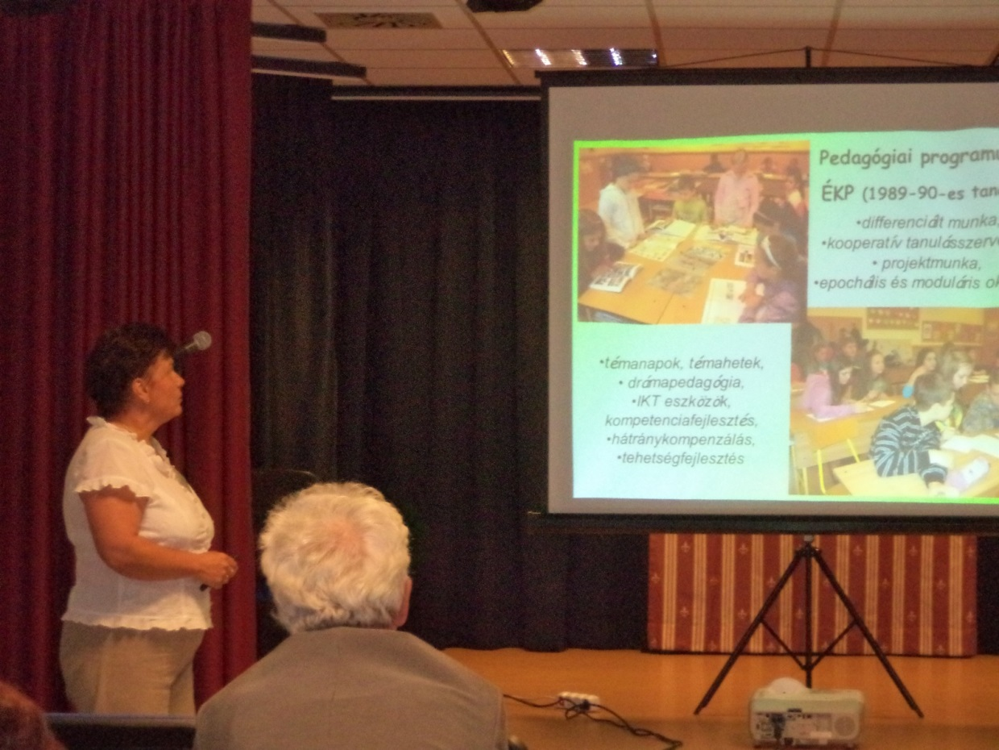 Pedagógiai programu
ÉKP (1989-90-es tan
•differenciált munka,
•kooperatív tanulásszerv
• projektmunka,
•epochális és moduláris ok
•témanapok, témahetek,
• drámapedagógia,
•IKT eszközök,
kompetenciafejlesztés,
•hátránykompenzálás,
•tehetségfejlesztés